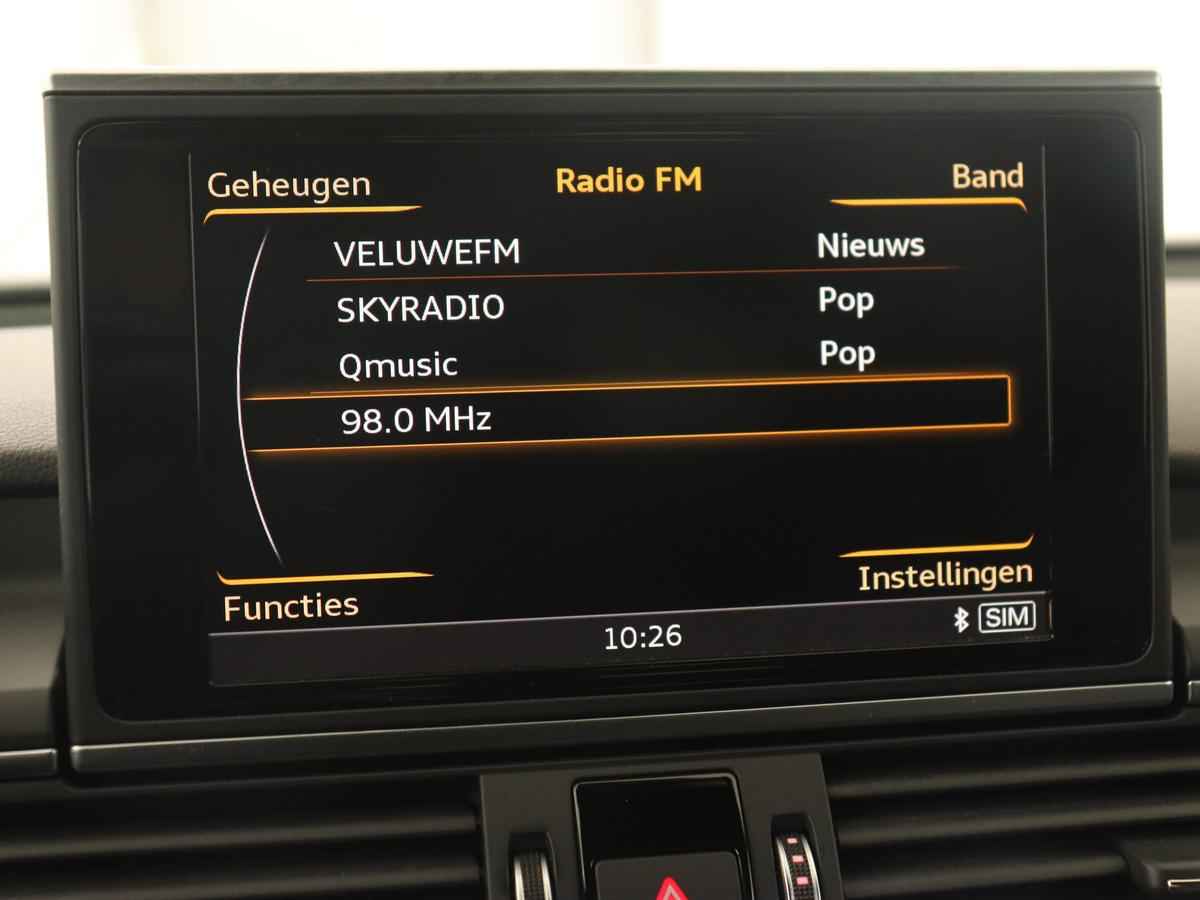 Geheugen Radio FM Band
VELUWEFM Nieuws
SKYRADIO Pop
Qmusic Pop
98.0 MHz
Functies Instellingen
10:26 SIM